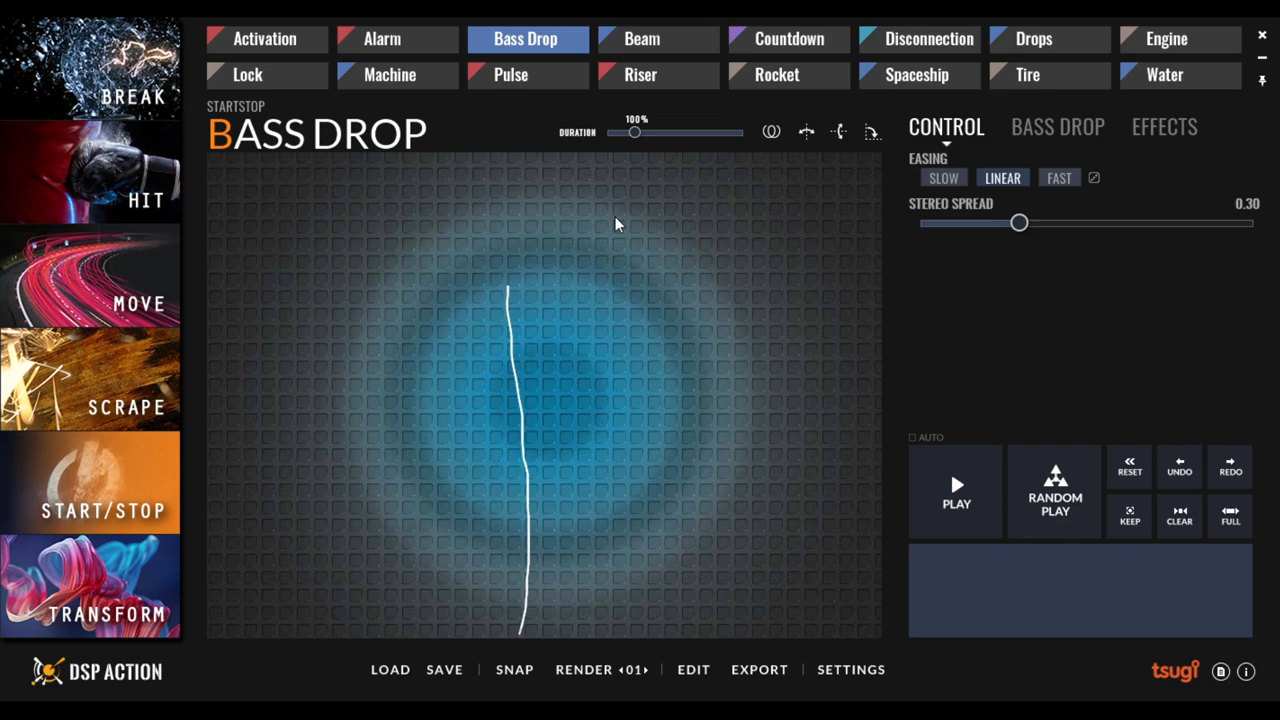 BREAK
HIT
MOVE
SCRAPE
START/STOP
TRANSFORM
Activation Alarm Bass Drop Beam Countdown Disconnection Drops Engine
Lock Machine Pulse Riser Rocket Spaceship Tire Water
STARTSTOP
BASS DROP
DURATION 100%
CONTROL BASS DROP EFFECTS
EASING
SLOW LINEAR FAST
STEREO SPREAD 0.30
AUTO
PLAY
RANDOM PLAY
RESET UNDO REDO
KEEP CLEAR FULL
DSP ACTION
LOAD SAVE SNAP RENDER 01 EDIT EXPORT SETTINGS
tsugi